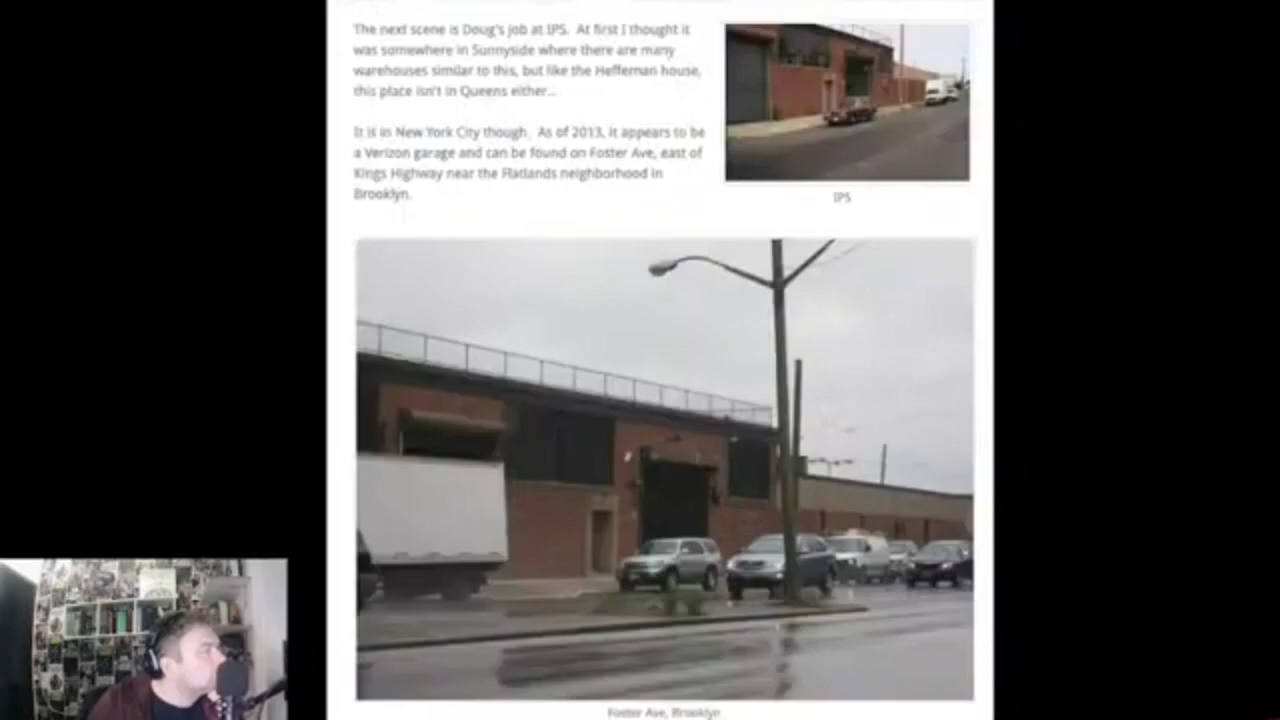 The next scene is Doug's job at IPS. At first I thought it
was somewhere in Sunnyside where there are many
warehouses similar to this, but like the Heffernan house,
this place isn't in Queens either...
It is in New York City though. As of 2013, it appears to be
a Verizon garage and can be found on Foster Ave, east of
Kings Highway near the Flatlands neighborhood in
Brooklyn.
IPS
Foster Ave, Brooklyn